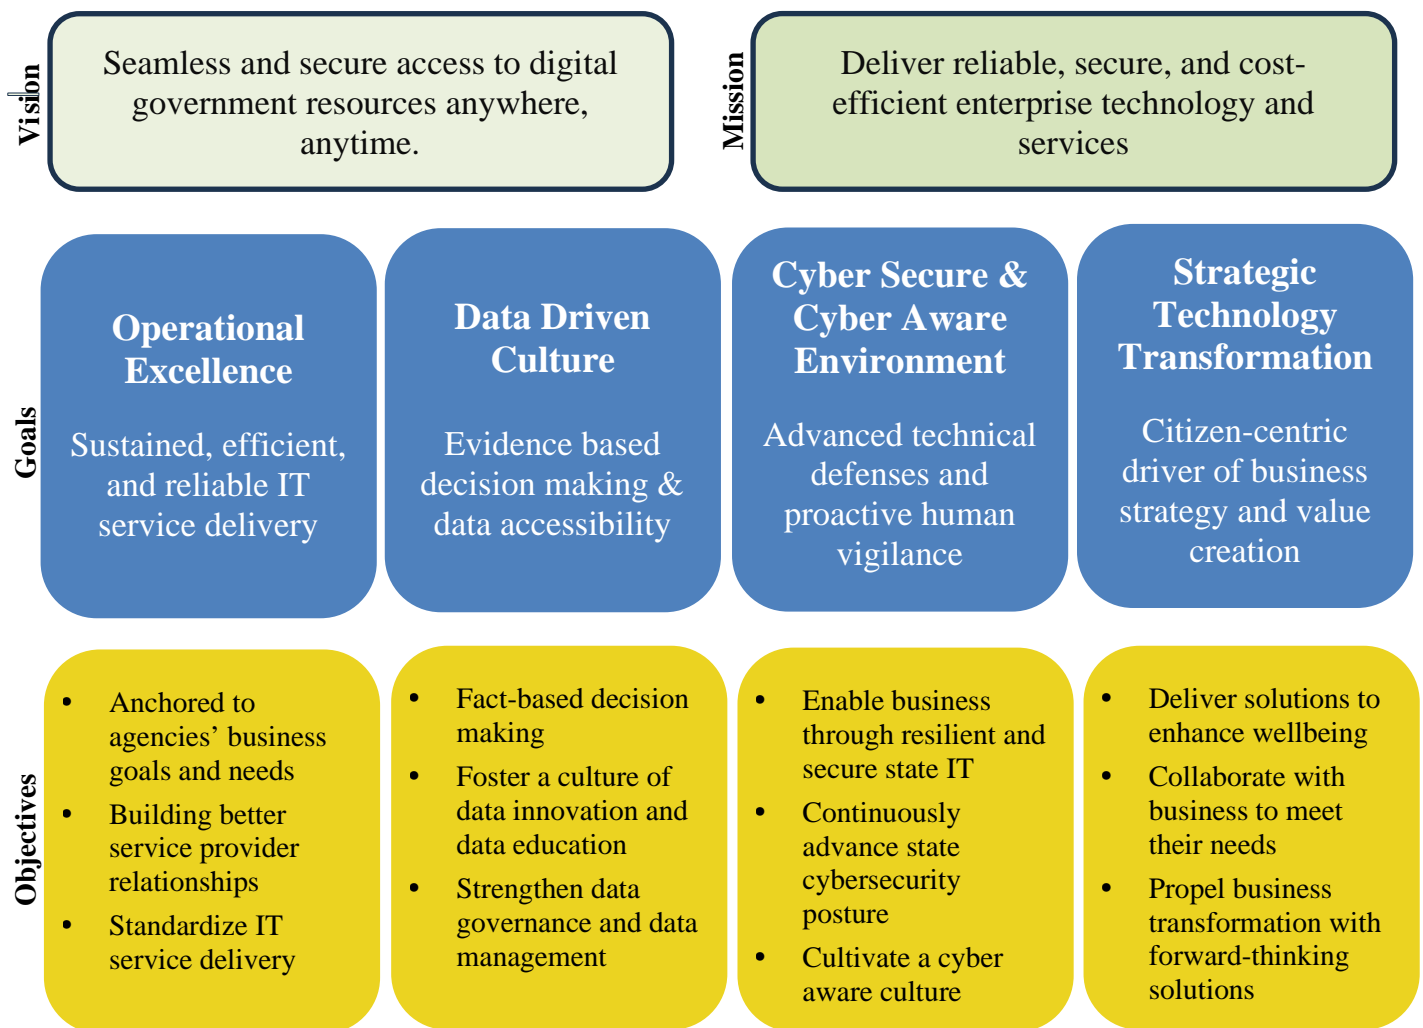 Vision
Seamless and secure access to digital
government resources anywhere,
anytime.
Mission
Deliver reliable, secure, and cost-
efficient enterprise technology and
services
Goals
Operational
Excellence
Sustained, efficient,
and reliable IT
service delivery
Data Driven
Culture
Evidence based
decision making &
data accessibility
Cyber Secure &
Cyber Aware
Environment
Advanced technical
defenses and
proactive human
vigilance
Strategic
Technology
Transformation
Citizen-centric
driver of business
strategy and value
creation
Objectives
• Anchored to
agencies’ business
goals and needs
• Building better
service provider
relationships
• Standardize IT
service delivery
• Fact-based decision
making
• Foster a culture of
data innovation and
data education
• Strengthen data
governance and data
management
• Enable business
through resilient and
secure state IT
• Continuously
advance state
cybersecurity
posture
• Cultivate a cyber
aware culture
• Deliver solutions to
enhance wellbeing
• Collaborate with
business to meet
their needs
• Propel business
transformation with
forward-thinking
solutions